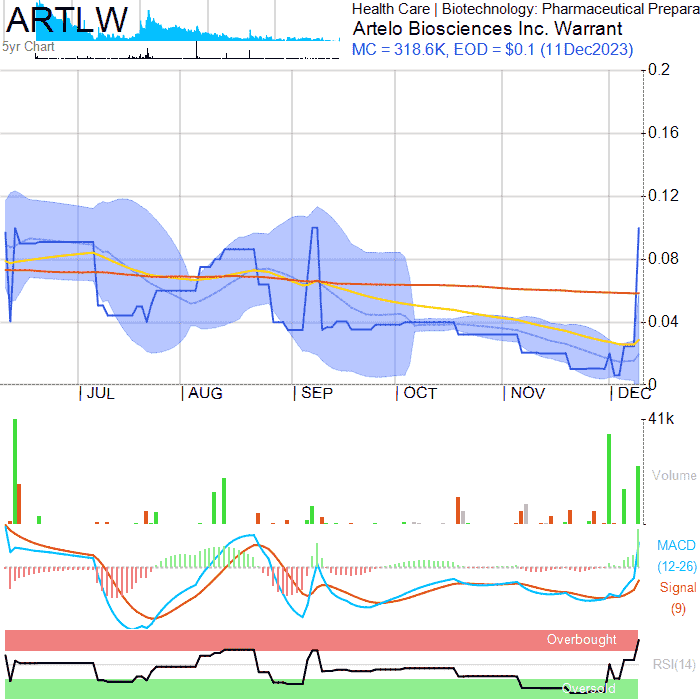 ARTLW
5yr Chart
Health Care | Biotechnology: Pharmaceutical Prepara
Artelo Biosciences Inc. Warrant
MC = 318.6K, EOD = $0.1 (11Dec2023)
0.2
0.16
0.12
0.08
0.04
0
JUL
AUG
SEP
OCT
NOV
DEC
41k
Volume
MACD
(12-26)
Signal
(9)
Overbought
RSI(14)
Oversold